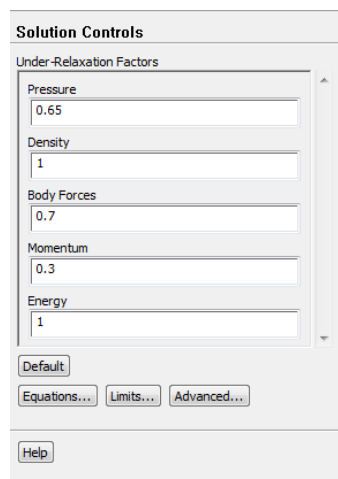 Solution Controls
Under-Relaxation Factors
Pressure
0.65
Density
1
Body Forces
0.7
Momentum
0.3
Energy
1
Default
Equations... Limits... Advanced...
Help